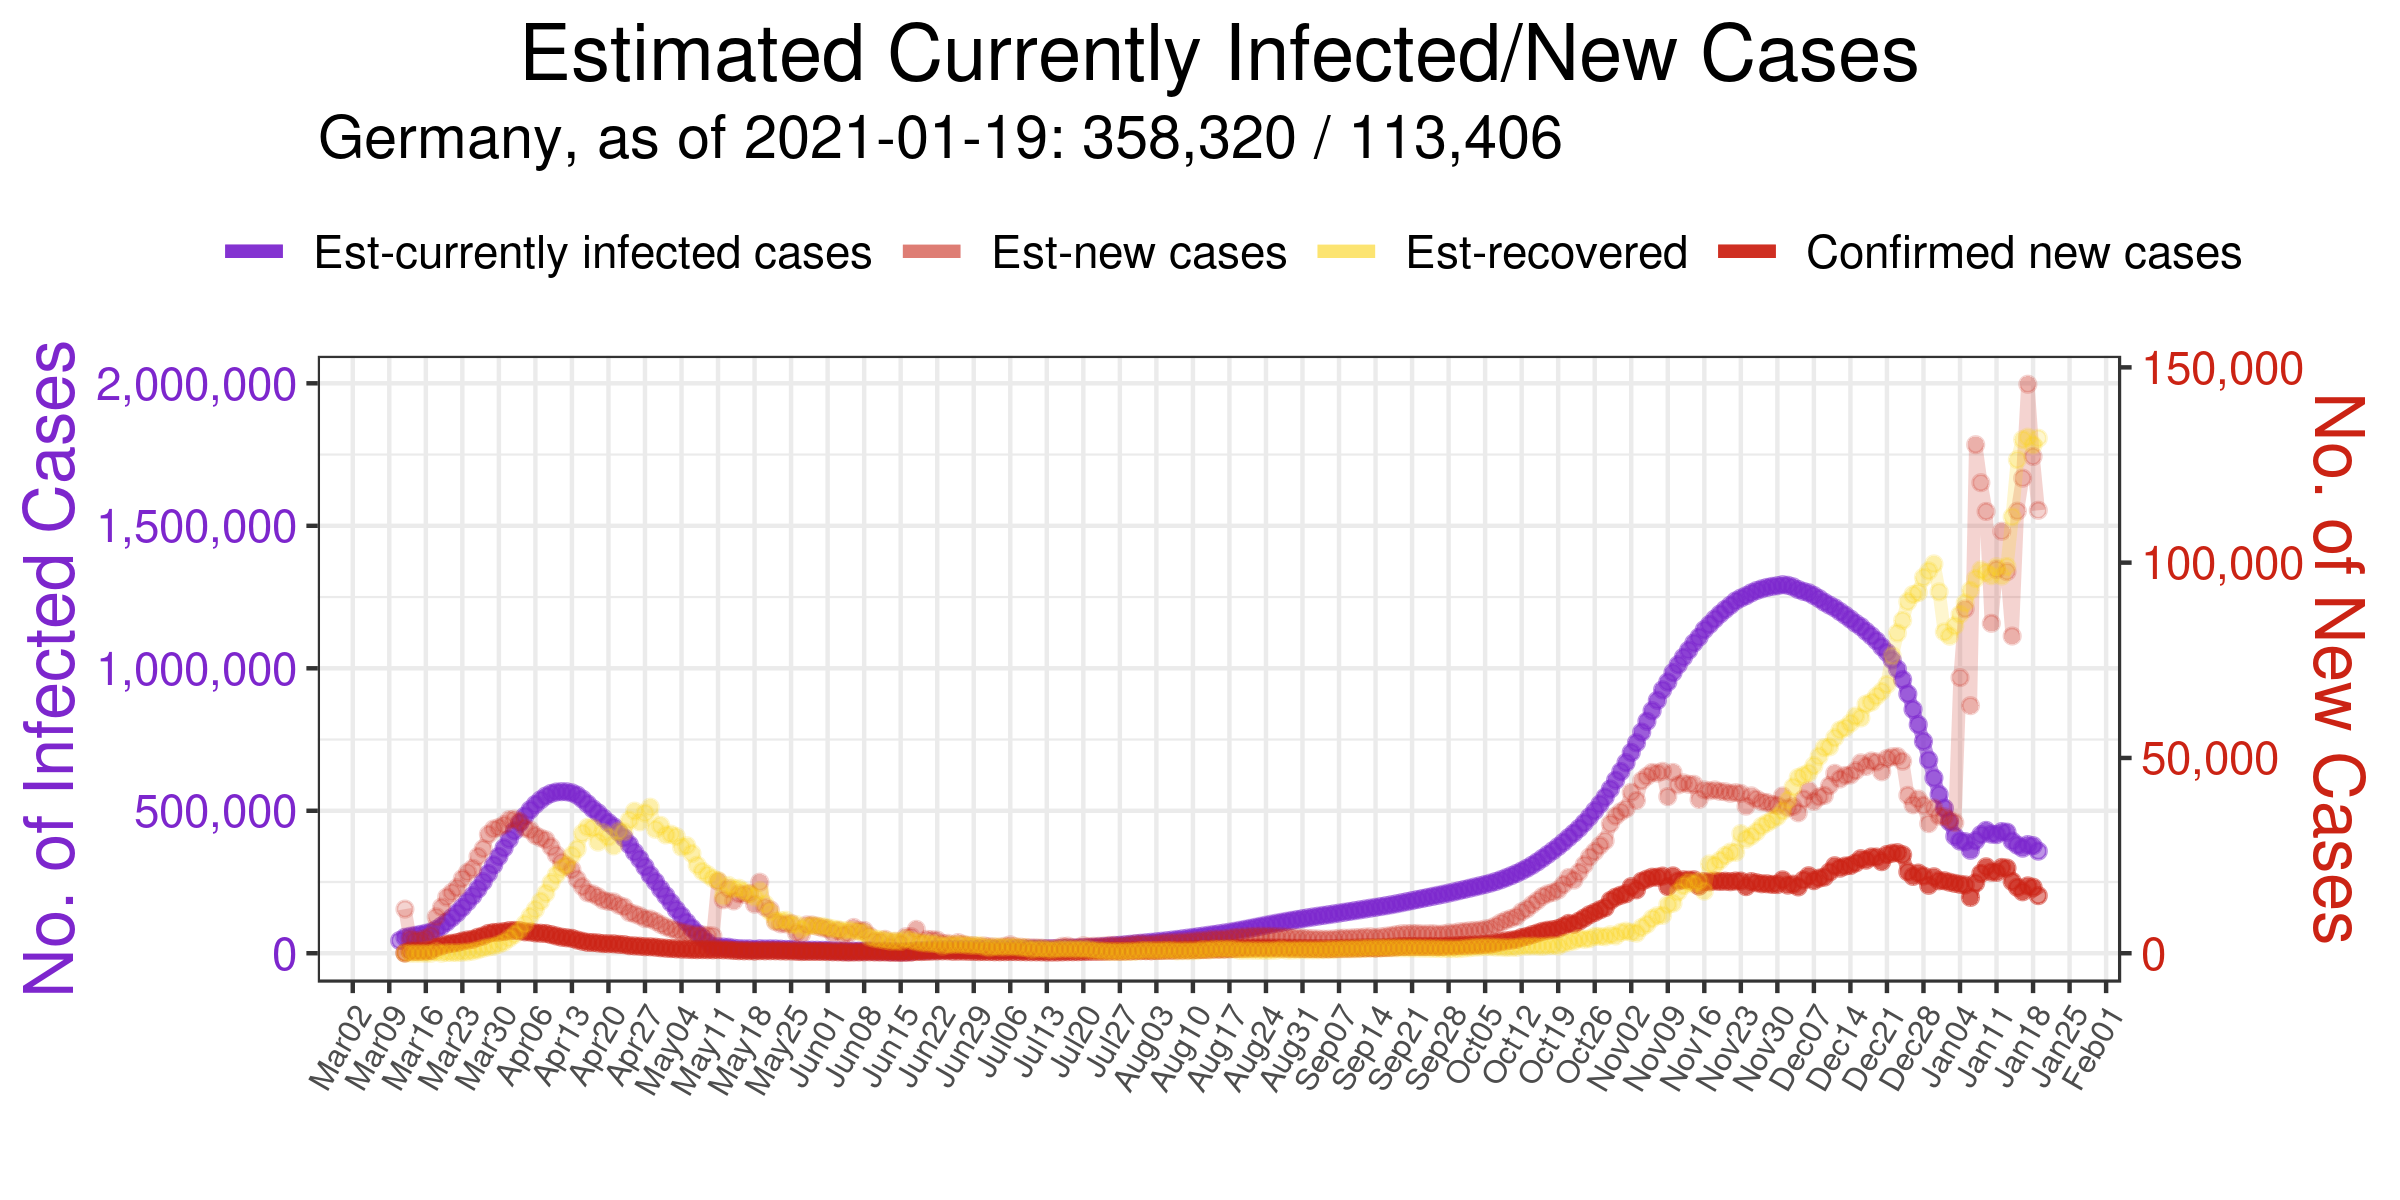 Estimated Currently Infected/New Cases
Germany, as of 2021-01-19: 358,320 / 113,406
Est-currently infected cases
Est-new cases
Est-recovered
Confirmed new cases
No. of Infected Cases
2,000,000
1,500,000
1,000,000
500,000
0
150,000
100,000
50,000
0
No. of New Cases
Mar02
Mar09
Mar16
Mar23
Mar30
Apr06
Apr13
Apr20
Apr27
May04
May11
May18
May25
Jun01
Jun08
Jun15
Jun22
Jun29
Jul06
Jul13
Jul20
Jul27
Aug03
Aug10
Aug17
Aug24
Aug31
Sep07
Sep14
Sep21
Sep28
Oct05
Oct12
Oct19
Oct26
Nov02
Nov09
Nov16
Nov23
Nov30
Dec07
Dec14
Dec21
Dec28
Jan04
Jan11
Jan18
Jan25
Feb01